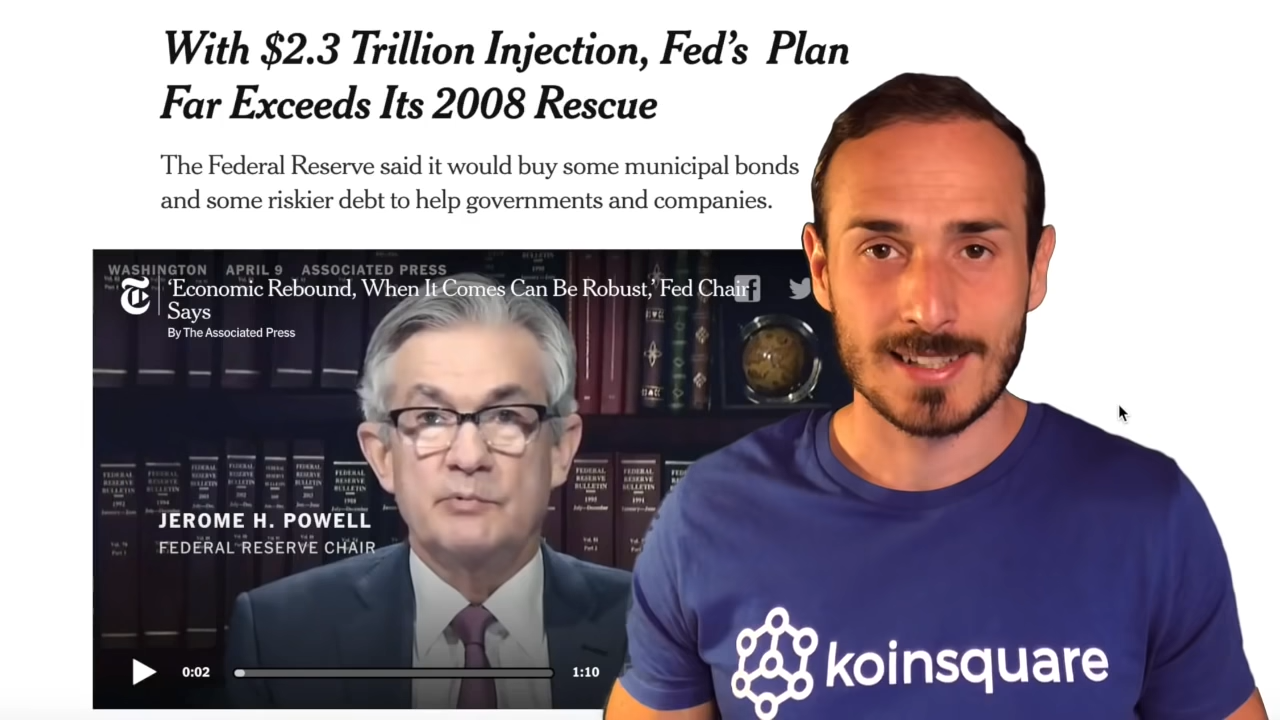 With $2.3 Trillion Injection, Fed's Plan
Far Exceeds Its 2008 Rescue
The Federal Reserve said it would buy some municipal bonds
and some riskier debt to help governments and companies.
WASHINGTON APRIL 9 ASSOCIATED PRESS
'Economic Rebound, When It Comes Can Be Robust,' Fed Chair
Says
By The Associated Press
JEROME H. POWELL
FEDERAL RESERVE CHAIR
0:02
1:10
koinsquare